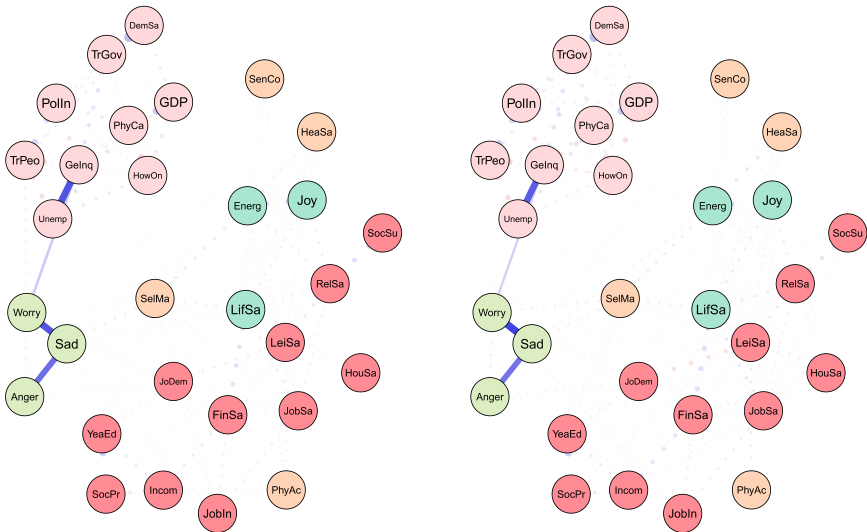 DemSa
TrGov
SenCo
PolIn
GDP
PhyCa
HeaSa
TrPeo
GeInq
HowOn
Unemp
Energ
Joy
SocSu
RelSa
SelMa
Worry
LifSa
Sad
LeiSa
HouSa
JoDem
Anger
FinSa
JobSa
YeaEd
SocPr
Incom
PhyAc
JobIn
DemSa
TrGov
SenCo
PolIn
GDP
PhyCa
HeaSa
TrPeo
GeInq
HowOn
Unemp
Energ
Joy
SocSu
RelSa
SelMa
Worry
LifSa
Sad
LeiSa
HouSa
JoDem
Anger
FinSa
JobSa
YeaEd
SocPr
Incom
PhyAc
JobIn